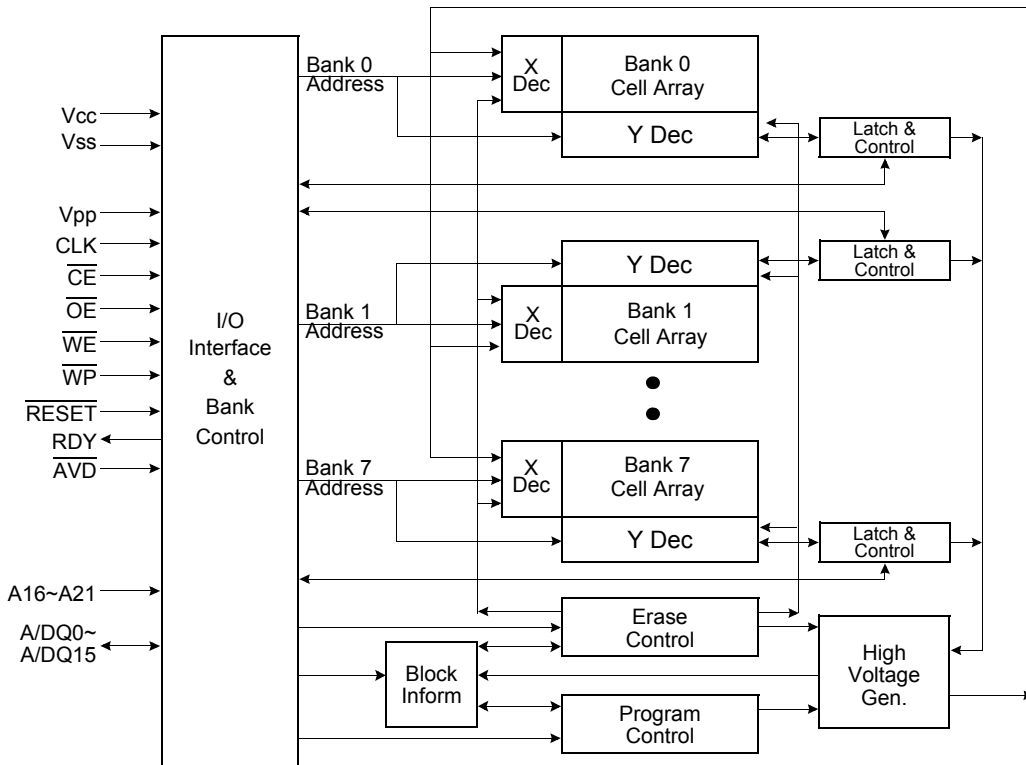 Vcc
Vss
Vpp
CLK
CE
OE
WE
WP
RESET
RDY
AVD
A16~A21
A/DQ0~
A/DQ15
I/O
Interface
&
Bank
Control
Bank 0
Address
X
Dec
Bank 0
Cell Array
Y Dec
Latch &
Control
Bank 1
Address
Y Dec
X
Dec
Bank 1
Cell Array
Latch &
Control
Bank 7
Address
X
Dec
Bank 7
Cell Array
Y Dec
Latch &
Control
Erase
Control
Block
Inform
Program
Control
High
Voltage
Gen.